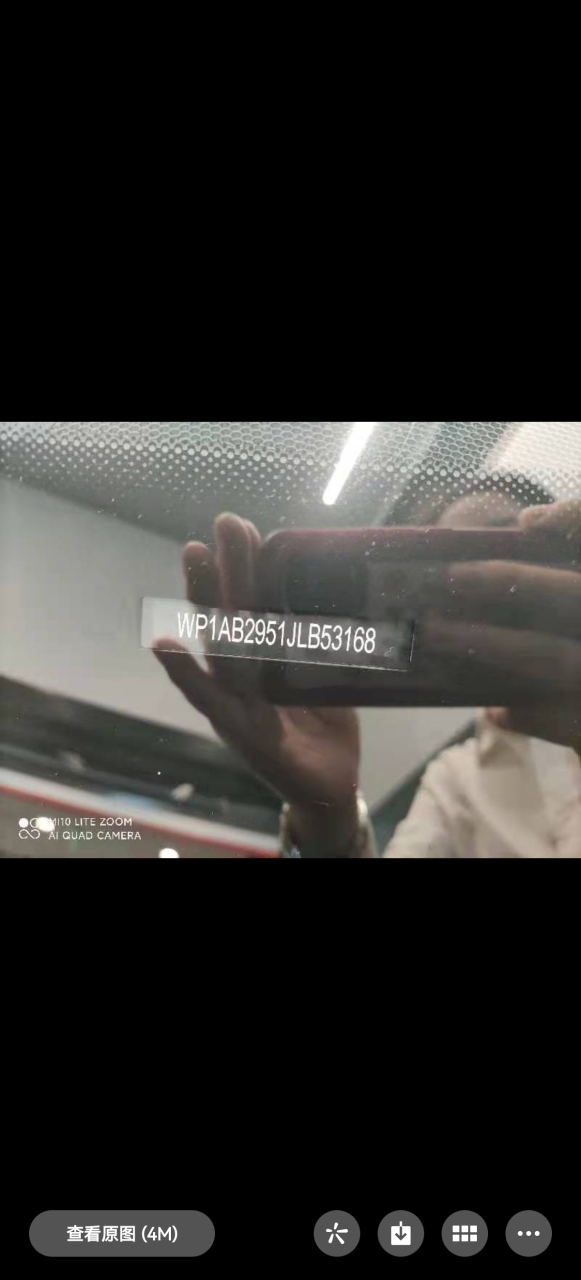 WP1AB2951JLB53168
MI10 LITE ZOOM
AI QUAD CAMERA
查看原图 (4M)